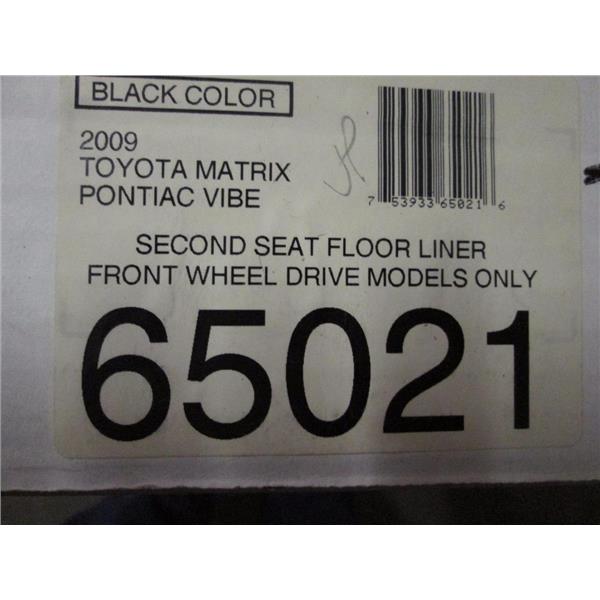 BLACK COLOR
2009
TOYOTA MATRIX
PONTIAC VIBE
7 53933 65021 6
SECOND SEAT FLOOR LINER
FRONT WHEEL DRIVE MODELS ONLY
65021